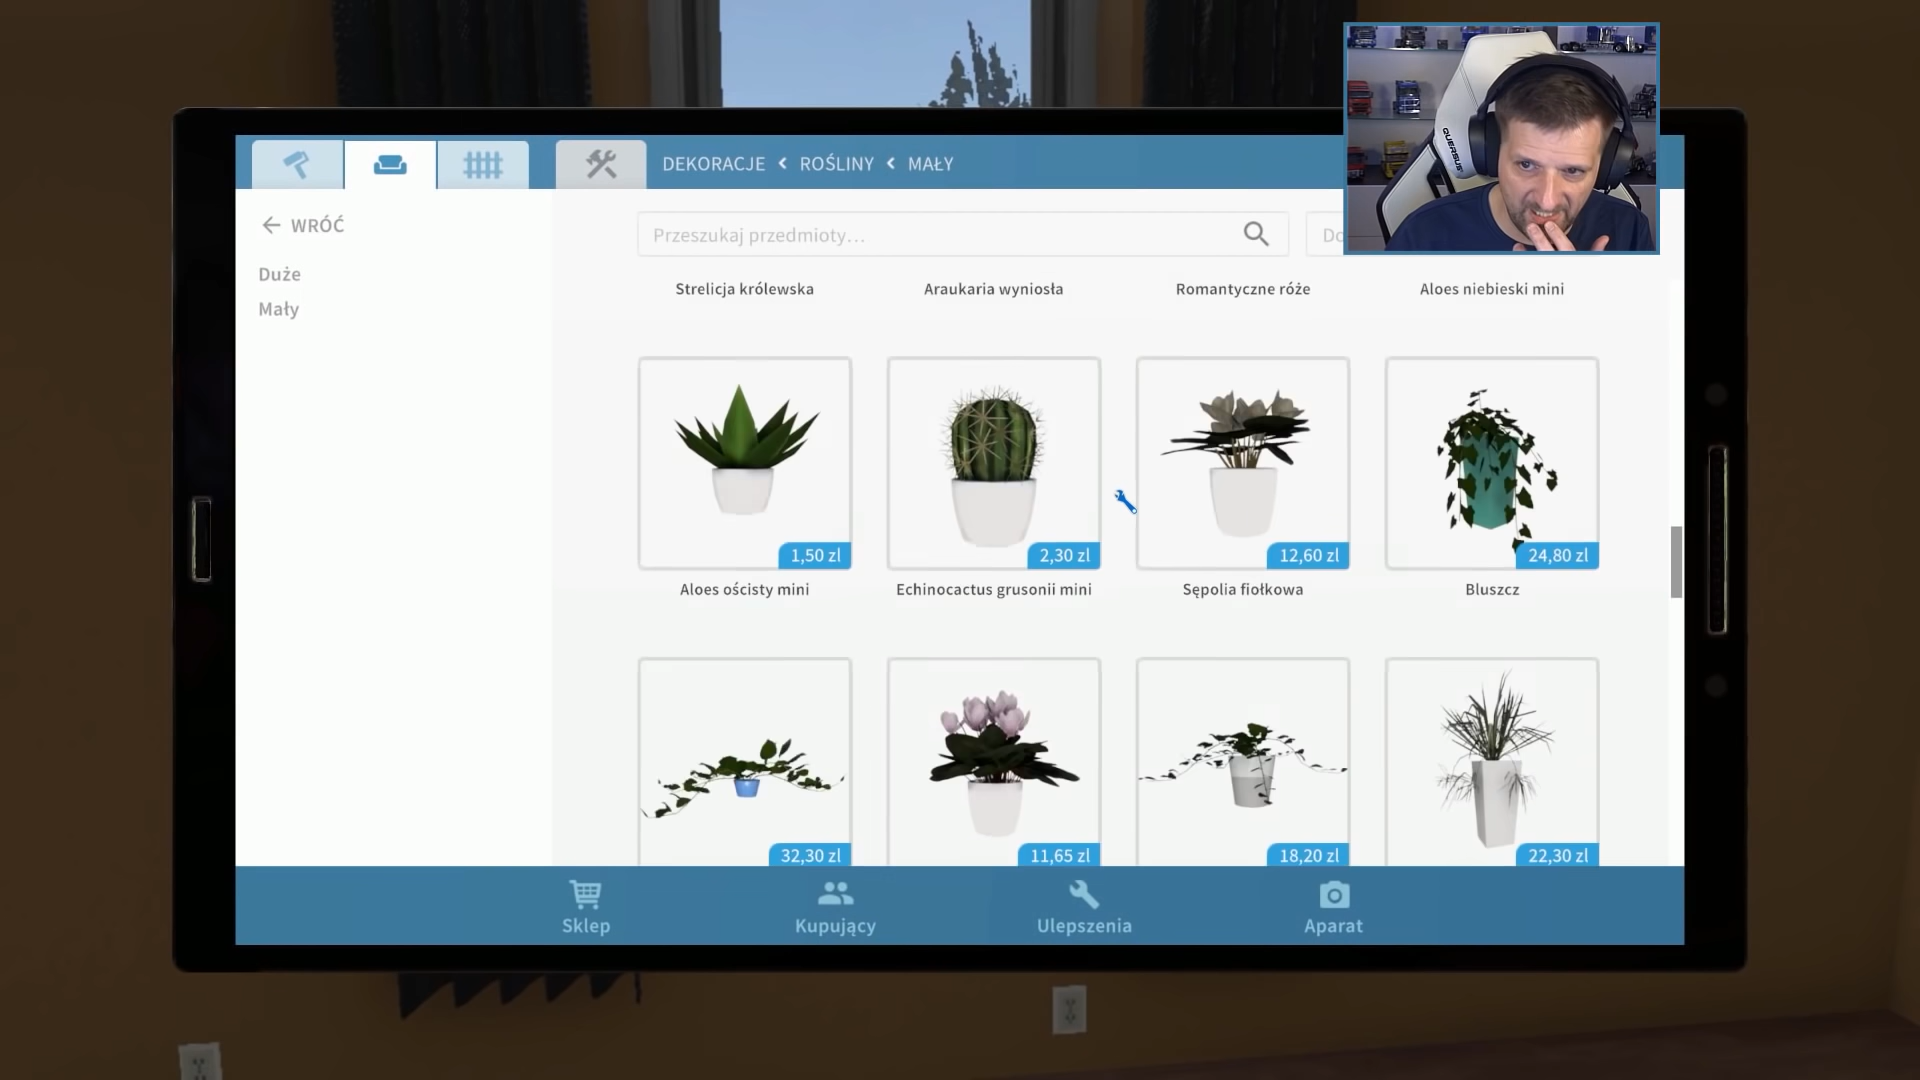 DEKORACJE < ROŚLINY < MAŁY
QUERSUS
← WRÓĆ
Duże
Mały
Przeszukaj przedmioty...
Do
Strelicja królewska
Araukaria wyniosła
Romantyczne róże
Aloes niebieski mini
1,50 zl
2,30 zl
12,60 zl
24,80 zl
Aloes ościsty mini
Echinocactus grusonii mini
Sępolia fiołkowa
Bluszcz
32,30 zl
11,65 zl
18,20 zl
22,30 zl
Sklep
Kupujący
Ulepszenia
Aparat